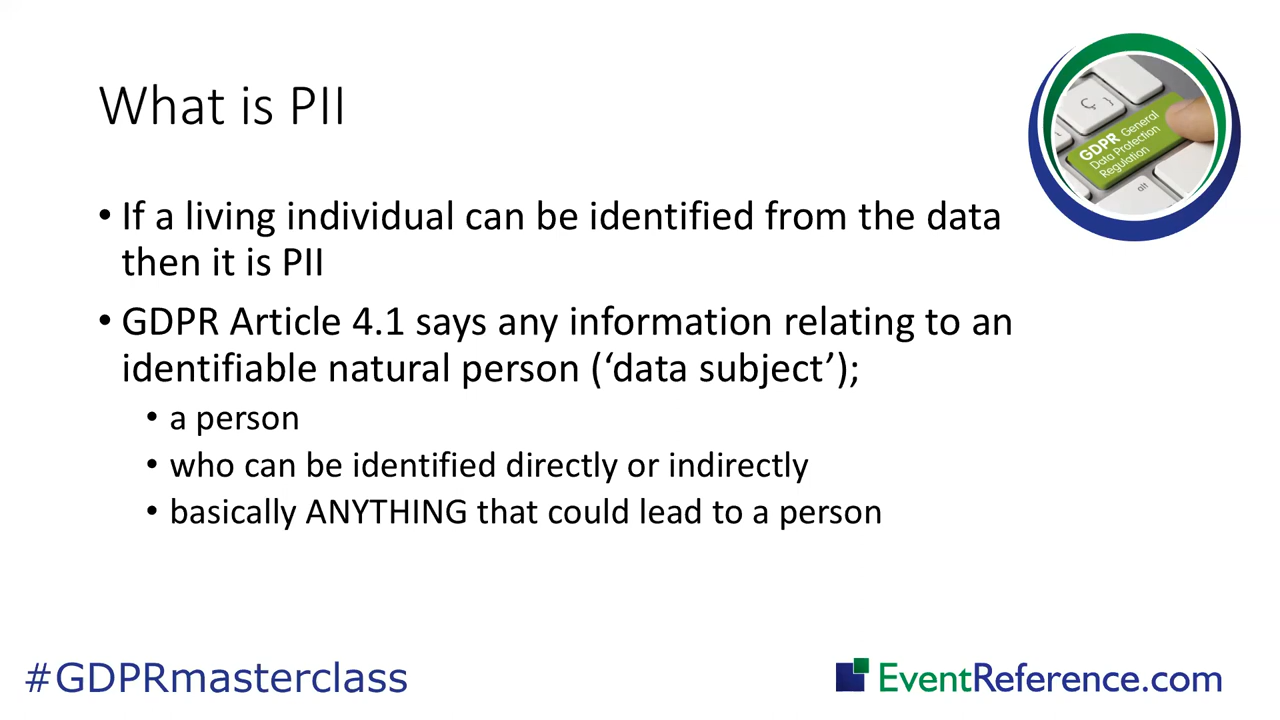 What is PII
• If a living individual can be identified from the data
then it is PII
• GDPR Article 4.1 says any information relating to an
identifiable natural person (‘data subject’);
• a person
• who can be identified directly or indirectly
• basically ANYTHING that could lead to a person
GDPR General
Data Protection
Regulation
alt
#GDPRmasterclass
EventReference.com